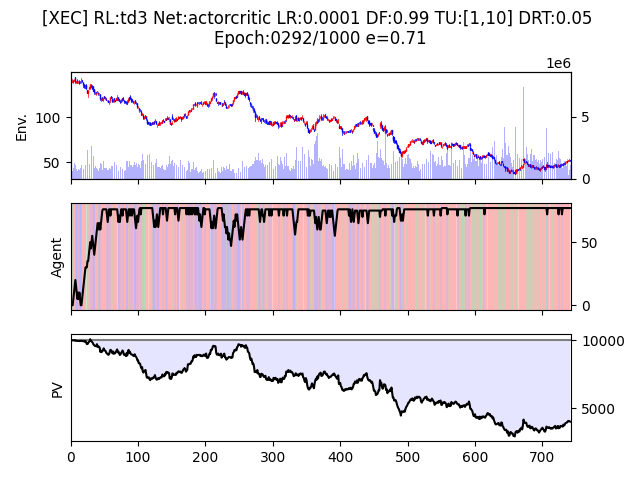 [XEC] RL:td3 Net:actorcritic LR:0.0001 DF:0.99 TU:[1,10] DRT:0.05
Epoch:0292/1000 e=0.71
1e6
Env.
100
50
5
0
Agent
50
0
PV
10000
5000
0 100 200 300 400 500 600 700